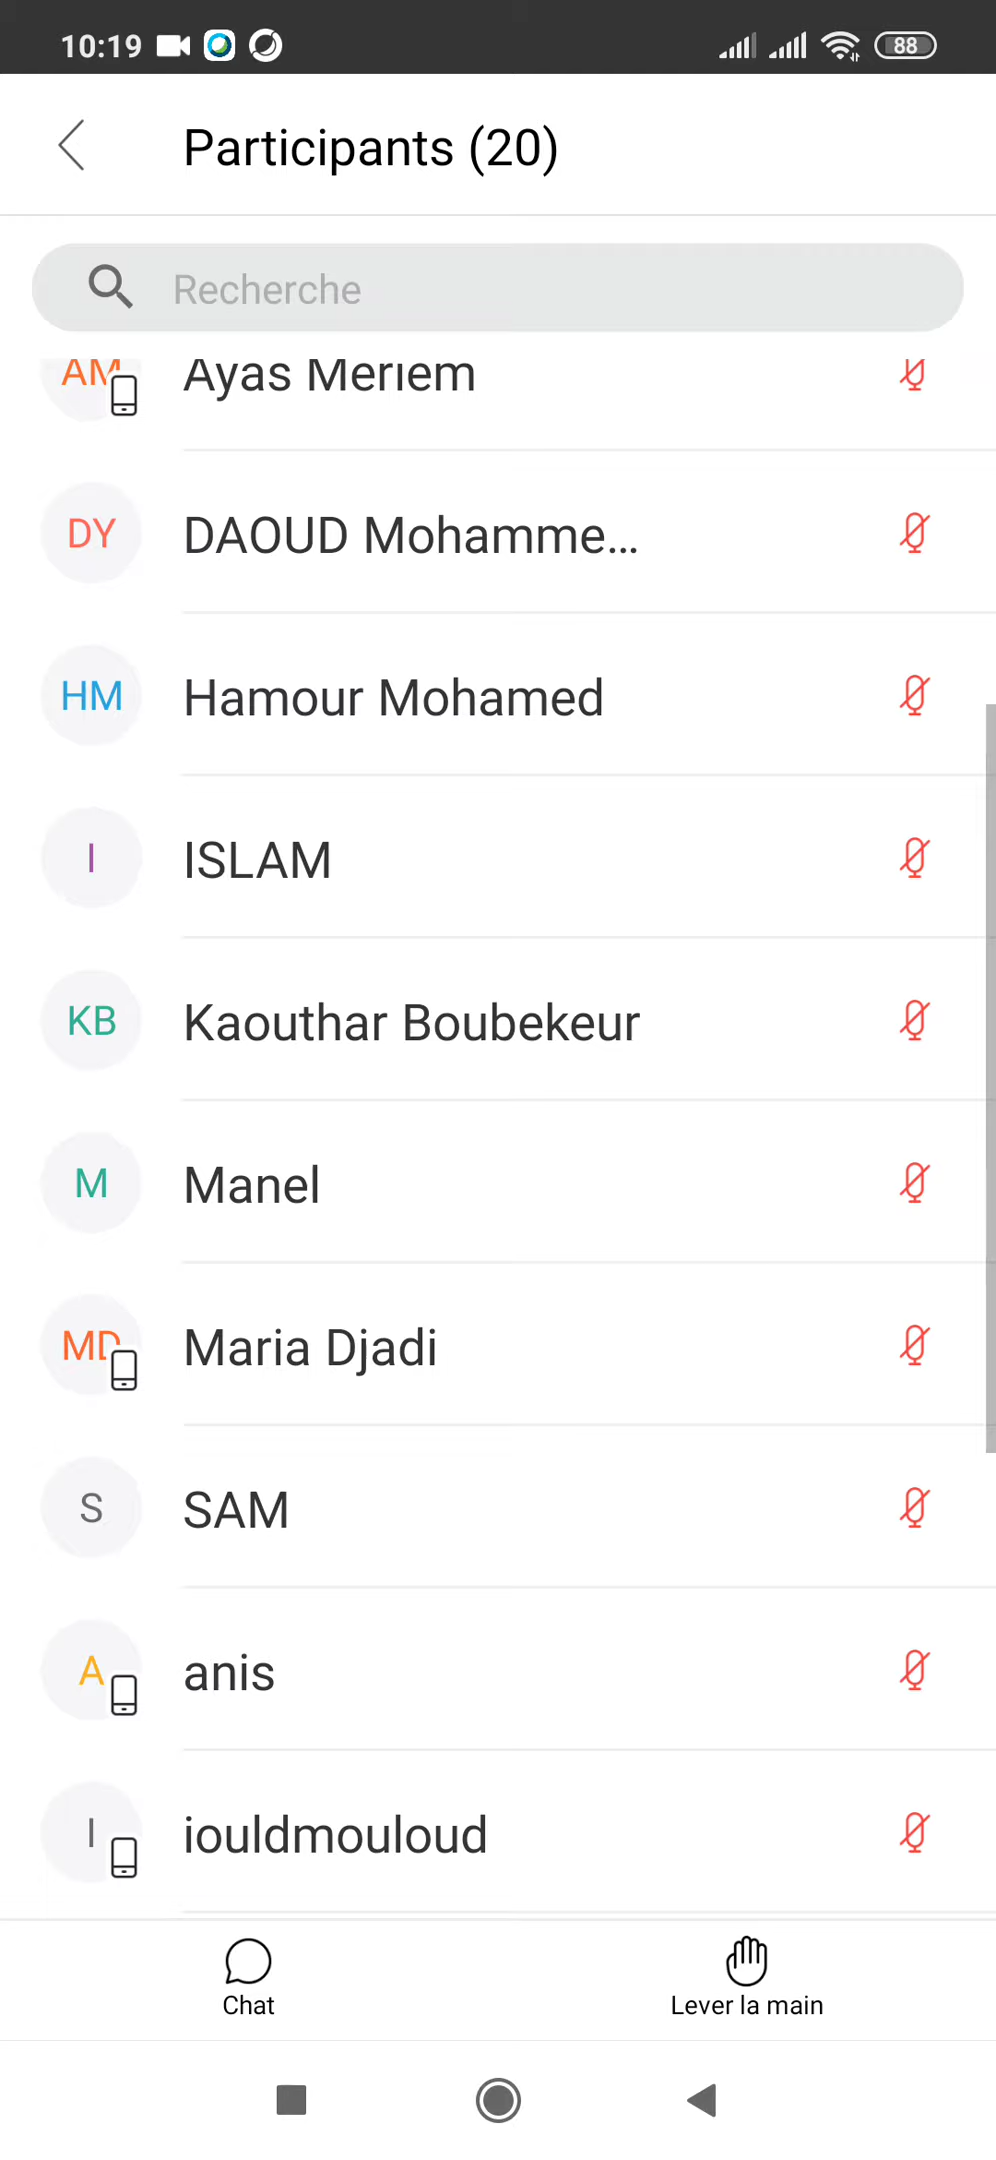 10:19 88
Participants (20)
Recherche
AM Ayas Meriem
DY DAOUD Mohamme...
HM Hamour Mohamed
I ISLAM
KB Kaouthar Boubekeur
M Manel
MD Maria Djadi
S SAM
A anis
I iouldmouloud
Chat Lever la main